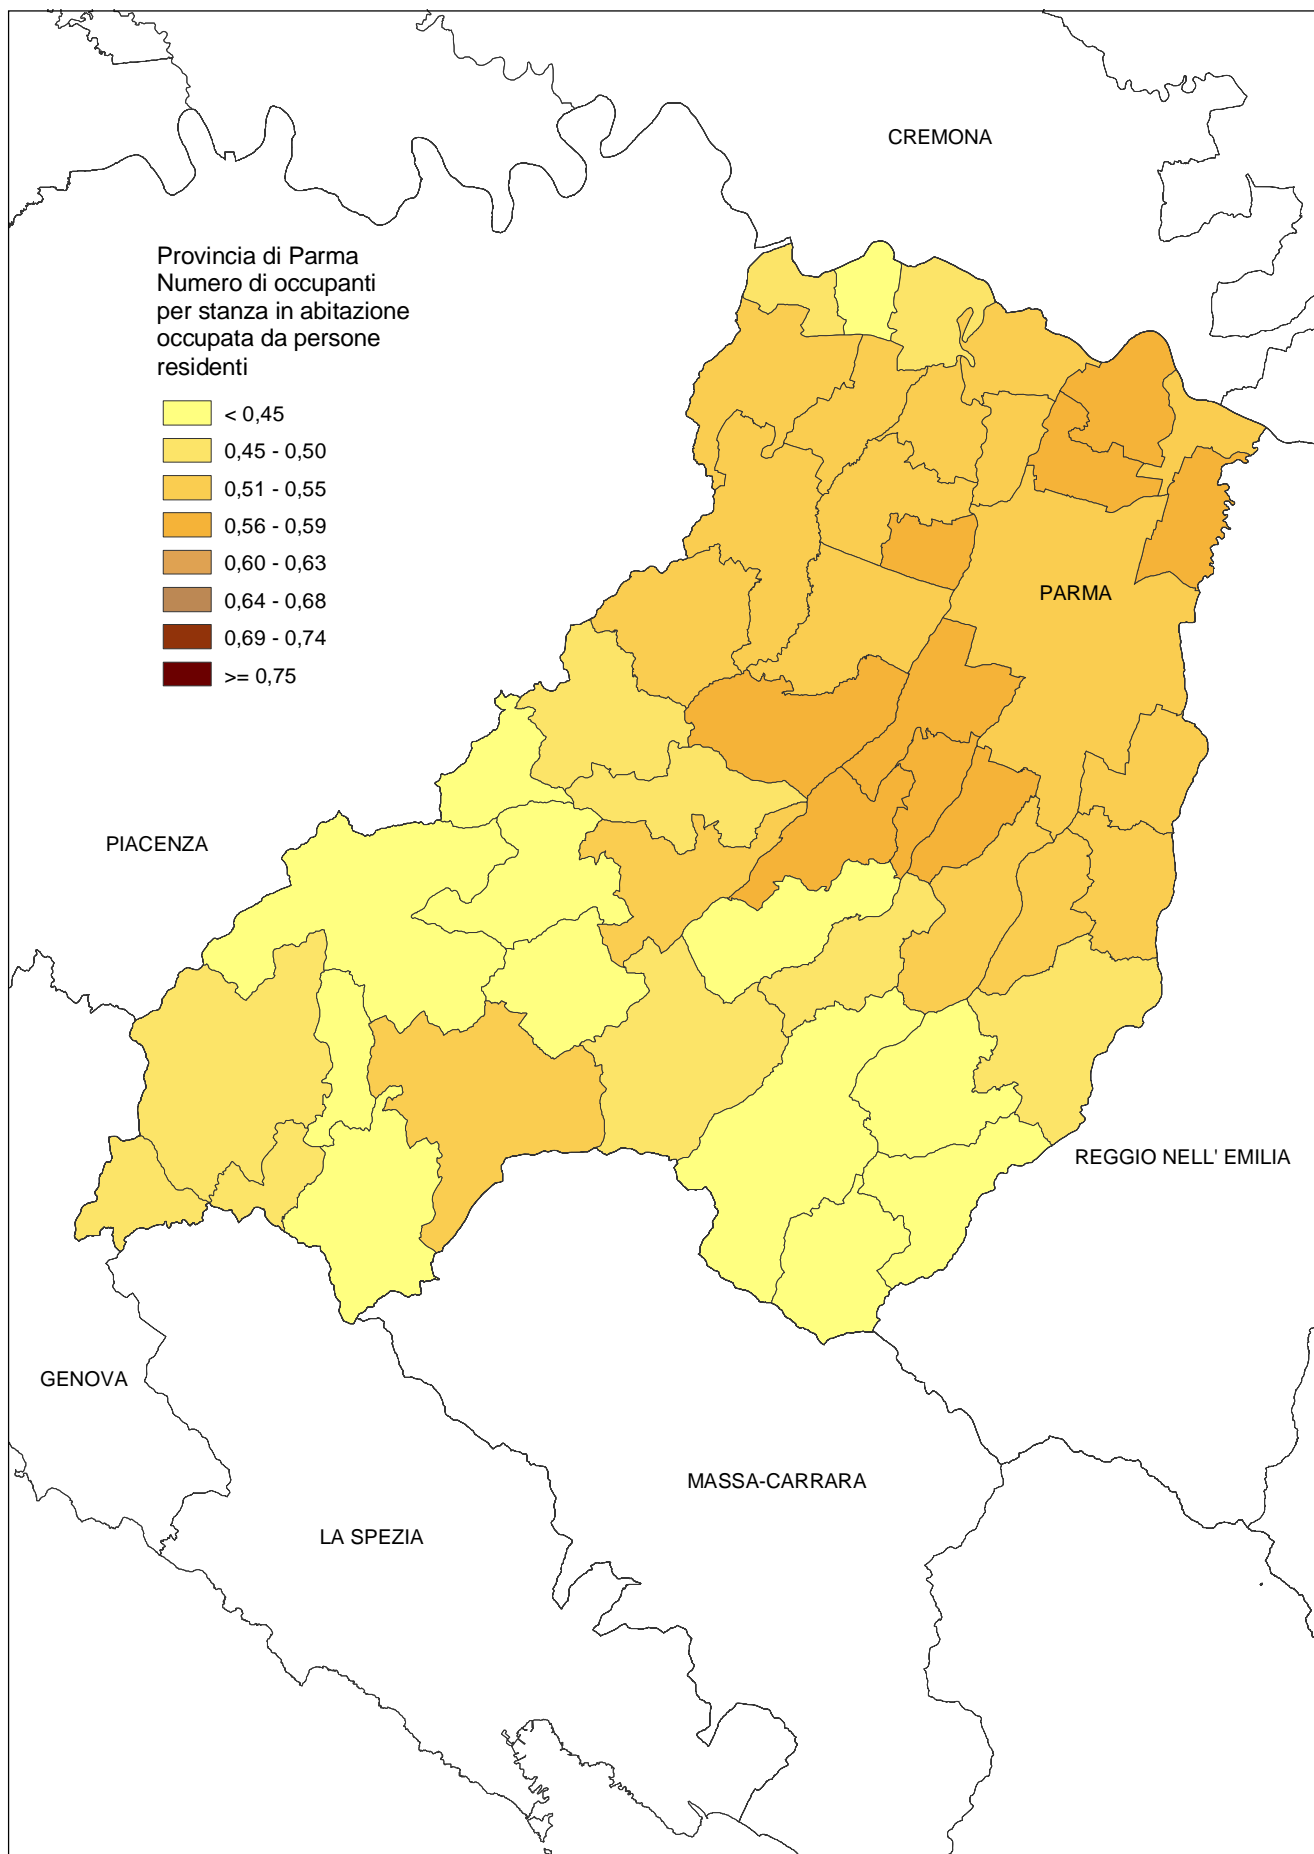 CREMONA
Provincia di Parma
Numero di occupanti
per stanza in abitazione
occupata da persone
residenti
< 0,45
0,45 - 0,50
0,51 - 0,55
0,56 - 0,59
0,60 - 0,63
0,64 - 0,68
0,69 - 0,74
>= 0,75
PARMA
PIACENZA
REGGIO NELL' EMILIA
GENOVA
MASSA-CARRARA
LA SPEZIA